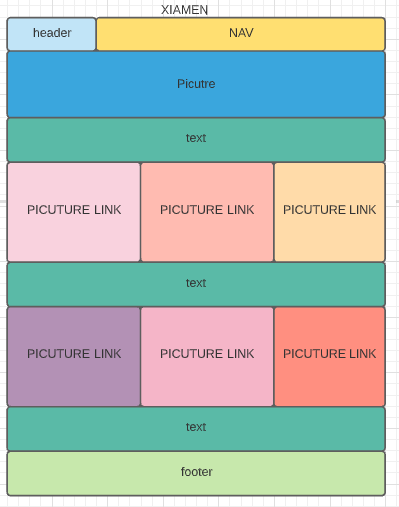 XIAMEN
header
NAV
Picutre
text
PICUTURE LINK
PICUTURE LINK
PICUTURE LINK
text
PICUTURE LINK
PICUTURE LINK
PICUTURE LINK
text
footer